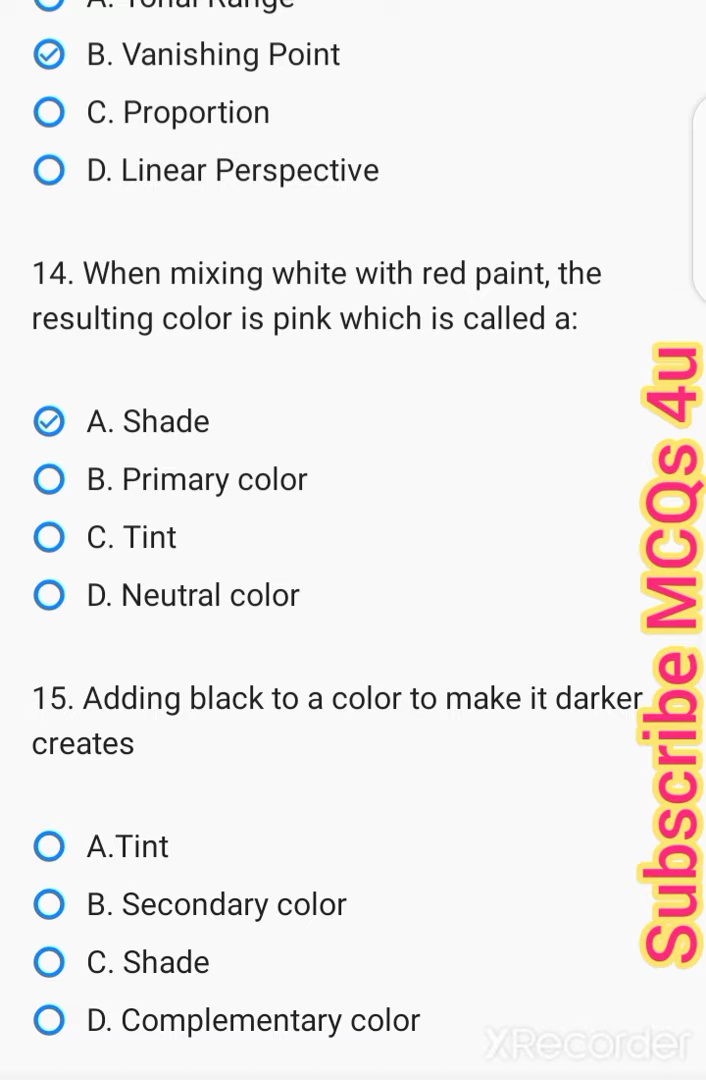 A. Tonal Range
B. Vanishing Point
C. Proportion
D. Linear Perspective
14. When mixing white with red paint, the
resulting color is pink which is called a:
A. Shade
B. Primary color
C. Tint
D. Neutral color
15. Adding black to a color to make it darker
creates
A.Tint
B. Secondary color
C. Shade
D. Complementary color
Subscribe MCQs 4u
XRecorder